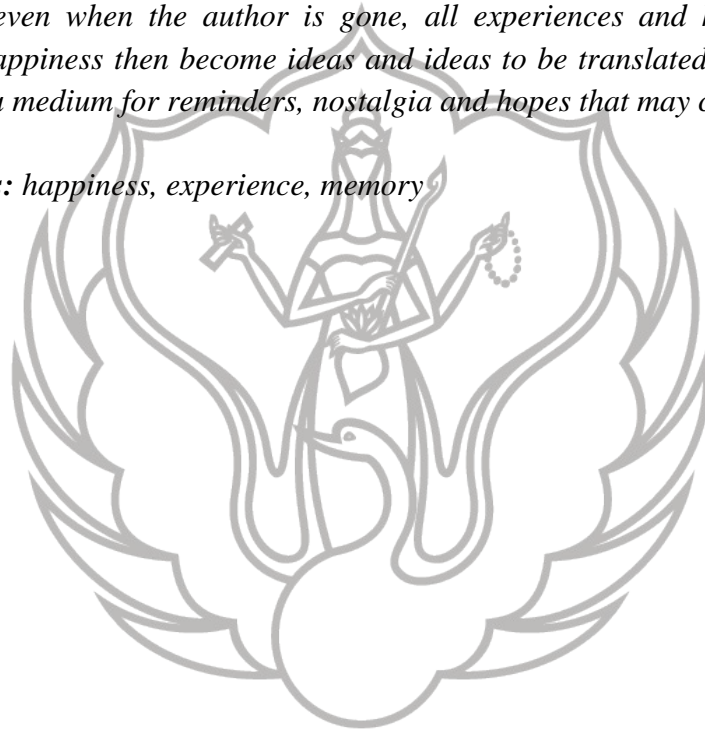 even when the author is gone, all experiences and
appiness then become ideas and ideas to be translated
medium for reminders, nostalgia and hopes that may
happiness, experience, memory